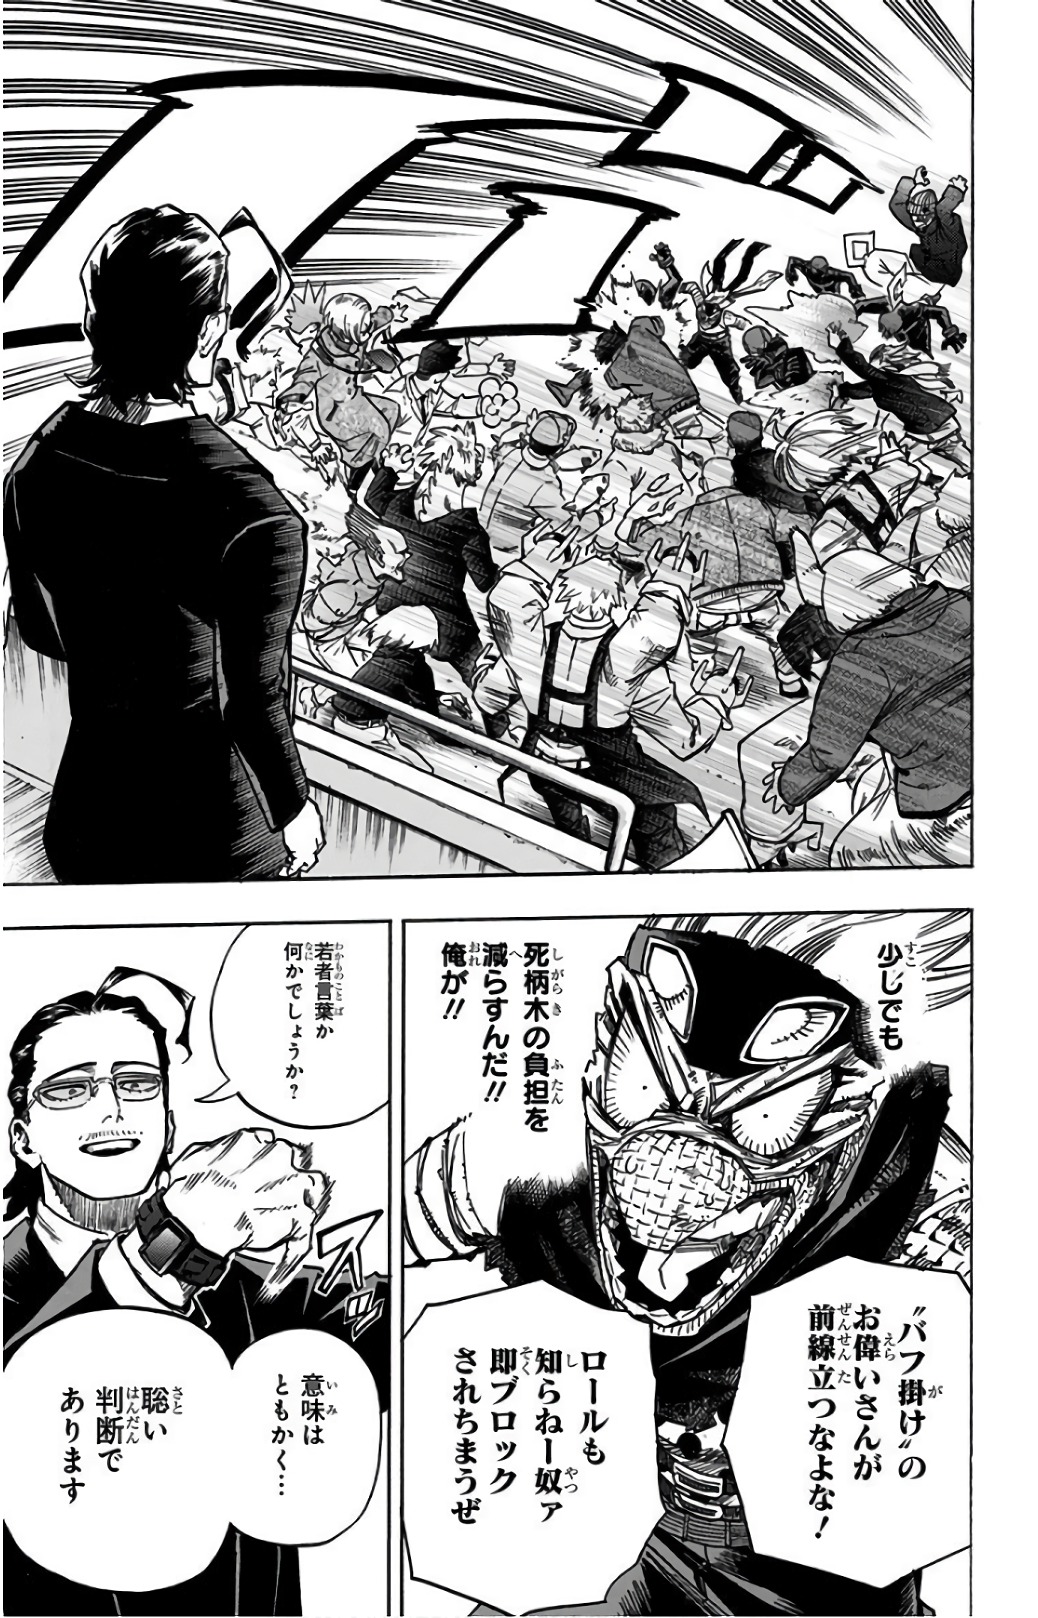 少しでも
死柄木の負担を
減らすんだ!!
俺が!!
〝バフ掛け〟の
お偉いさんが
前線立つなよな!
ロールも
知らねー奴ァ
即ブロック
されちまうぜ
若者言葉か
何かでしょうか?
スッ
意味は
ともかく…
聡い
判断で
あります